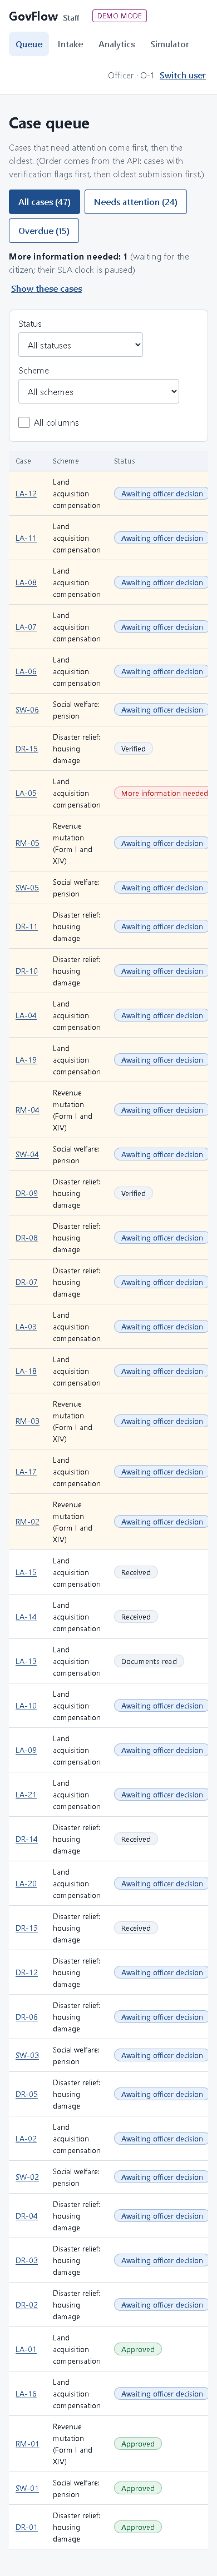 GovFlow Staff DEMO MODE
Queue Intake Analytics Simulator
Officer · O-1 Switch user
Case queue
Cases that need attention come first, then the
oldest. (Order comes from the API: cases with
verification flags first, then oldest submission first.)
All cases (47) Needs attention (24)
Overdue (15)
More information needed: 1 (waiting for the
citizen; their SLA clock is paused)
Show these cases
Status
All statuses
Scheme
All schemes
All columns
Case Scheme Status
LA-12 Land acquisition compensation Awaiting officer decision
LA-11 Land acquisition compensation Awaiting officer decision
LA-08 Land acquisition compensation Awaiting officer decision
LA-07 Land acquisition compensation Awaiting officer decision
LA-06 Land acquisition compensation Awaiting officer decision
SW-06 Social welfare: pension Awaiting officer decision
DR-15 Disaster relief: housing damage Verified
LA-05 Land acquisition compensation More information needed
RM-05 Revenue mutation (Form I and XIV) Awaiting officer decision
SW-05 Social welfare: pension Awaiting officer decision
DR-11 Disaster relief: housing damage Awaiting officer decision
DR-10 Disaster relief: housing damage Awaiting officer decision
LA-04 Land acquisition compensation Awaiting officer decision
LA-19 Land acquisition compensation Awaiting officer decision
RM-04 Revenue mutation (Form I and XIV) Awaiting officer decision
SW-04 Social welfare: pension Awaiting officer decision
DR-09 Disaster relief: housing damage Verified
DR-08 Disaster relief: housing damage Awaiting officer decision
DR-07 Disaster relief: housing damage Awaiting officer decision
LA-03 Land acquisition compensation Awaiting officer decision
LA-18 Land acquisition compensation Awaiting officer decision
RM-03 Revenue mutation (Form I and XIV) Awaiting officer decision
LA-17 Land acquisition compensation Awaiting officer decision
RM-02 Revenue mutation (Form I and XIV) Awaiting officer decision
LA-15 Land acquisition compensation Received
LA-14 Land acquisition compensation Received
LA-13 Land acquisition compensation Documents read
LA-10 Land acquisition compensation Awaiting officer decision
LA-09 Land acquisition compensation Awaiting officer decision
LA-21 Land acquisition compensation Awaiting officer decision
DR-14 Disaster relief: housing damage Received
LA-20 Land acquisition compensation Awaiting officer decision
DR-13 Disaster relief: housing damage Received
DR-12 Disaster relief: housing damage Awaiting officer decision
DR-06 Disaster relief: housing damage Awaiting officer decision
SW-03 Social welfare: pension Awaiting officer decision
DR-05 Disaster relief: housing damage Awaiting officer decision
LA-02 Land acquisition compensation Awaiting officer decision
SW-02 Social welfare: pension Awaiting officer decision
DR-04 Disaster relief: housing damage Awaiting officer decision
DR-03 Disaster relief: housing damage Awaiting officer decision
DR-02 Disaster relief: housing damage Awaiting officer decision
LA-01 Land acquisition compensation Approved
LA-16 Land acquisition compensation Awaiting officer decision
RM-01 Revenue mutation (Form I and XIV) Approved
SW-01 Social welfare: pension Approved
DR-01 Disaster relief: housing damage Approved